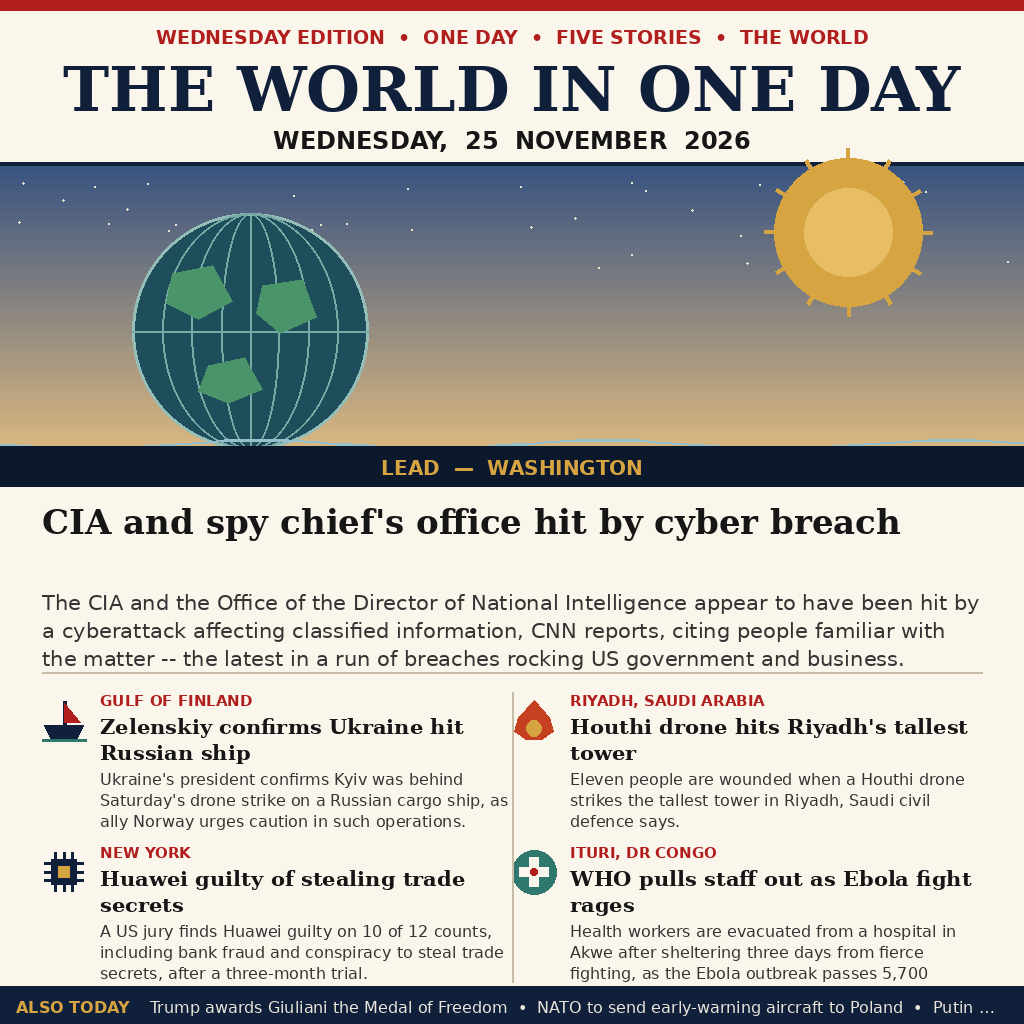 WEDNESDAY EDITION • ONE DAY • FIVE STORIES • THE WORLD
THE WORLD IN ONE DAY
WEDNESDAY, 25 NOVEMBER 2026
LEAD — WASHINGTON
CIA and spy chief's office hit by cyber breach
The CIA and the Office of the Director of National Intelligence appear to have been hit by
a cyberattack affecting classified information, CNN reports, citing people familiar with
the matter -- the latest in a run of breaches rocking US government and business.
GULF OF FINLAND
Zelenskiy confirms Ukraine hit
Russian ship
Ukraine's president confirms Kyiv was behind
Saturday's drone strike on a Russian cargo ship, as
ally Norway urges caution in such operations.
RIYADH, SAUDI ARABIA
Houthi drone hits Riyadh's tallest
tower
Eleven people are wounded when a Houthi drone
strikes the tallest tower in Riyadh, Saudi civil
defence says.
NEW YORK
Huawei guilty of stealing trade
secrets
A US jury finds Huawei guilty on 10 of 12 counts,
including bank fraud and conspiracy to steal trade
secrets, after a three-month trial.
ITURI, DR CONGO
WHO pulls staff out as Ebola fight
rages
Health workers are evacuated from a hospital in
Akwe after sheltering three days from fierce
fighting, as the Ebola outbreak passes 5,700
ALSO TODAY Trump awards Giuliani the Medal of Freedom • NATO to send early-warning aircraft to Poland • Putin ...